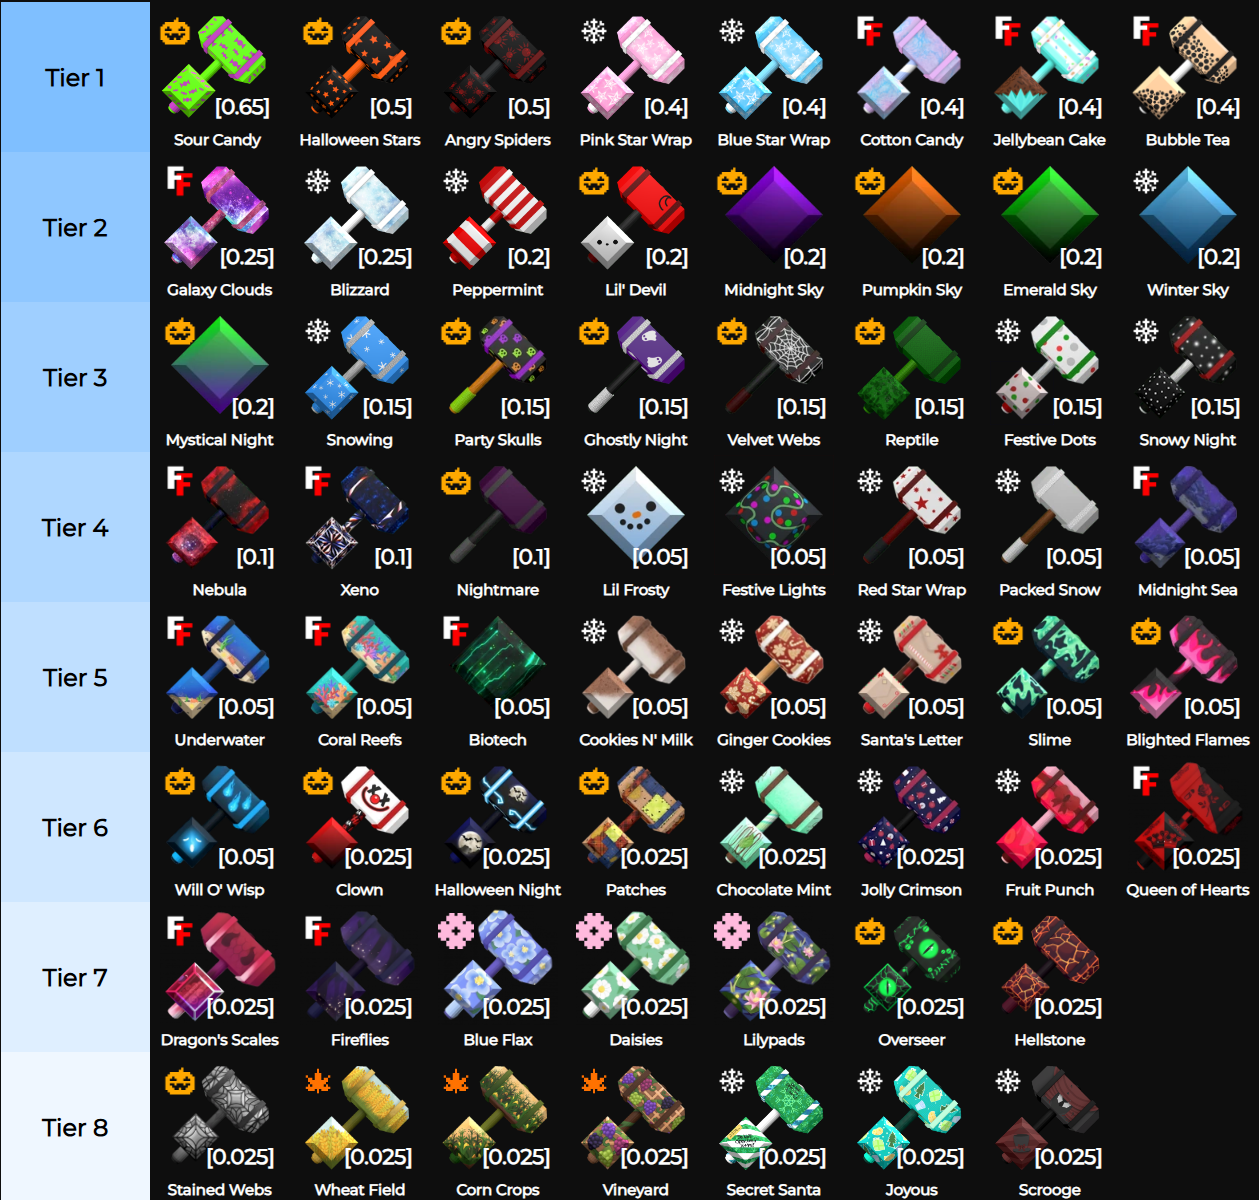 Tier 1
[0.65] [0.5] [0.5] [0.4] [0.4] [0.4] [0.4] [0.4]
Sour Candy Halloween Stars Angry Spiders Pink Star Wrap Blue Star Wrap Cotton Candy Jellybean Cake Bubble Tea
Tier 2
[0.25] [0.25] [0.2] [0.2] [0.2] [0.2] [0.2] [0.2]
Galaxy Clouds Blizzard Peppermint Lil' Devil Midnight Sky Pumpkin Sky Emerald Sky Winter Sky
Tier 3
[0.2] [0.15] [0.15] [0.15] [0.15] [0.15] [0.15] [0.15]
Mystical Night Snowing Party Skulls Ghostly Night Velvet Webs Reptile Festive Dots Snowy Night
Tier 4
[0.1] [0.1] [0.1] [0.05] [0.05] [0.05] [0.05] [0.05]
Nebula Xeno Nightmare Lil Frosty Festive Lights Red Star Wrap Packed Snow Midnight Sea
Tier 5
[0.05] [0.05] [0.05] [0.05] [0.05] [0.05] [0.05] [0.05]
Underwater Coral Reefs Biotech Cookies N' Milk Ginger Cookies Santa's Letter Slime Blighted Flames
Tier 6
[0.05] [0.025] [0.025] [0.025] [0.025] [0.025] [0.025] [0.025]
Will O' Wisp Clown Halloween Night Patches Chocolate Mint Jolly Crimson Fruit Punch Queen of Hearts
Tier 7
[0.025] [0.025] [0.025] [0.025] [0.025] [0.025] [0.025]
Dragon's Scales Fireflies Blue Flax Daisies Lilypads Overseer Hellstone
Tier 8
[0.025] [0.025] [0.025] [0.025] [0.025] [0.025] [0.025]
Stained Webs Wheat Field Corn Crops Vineyard Secret Santa Joyous Scrooge